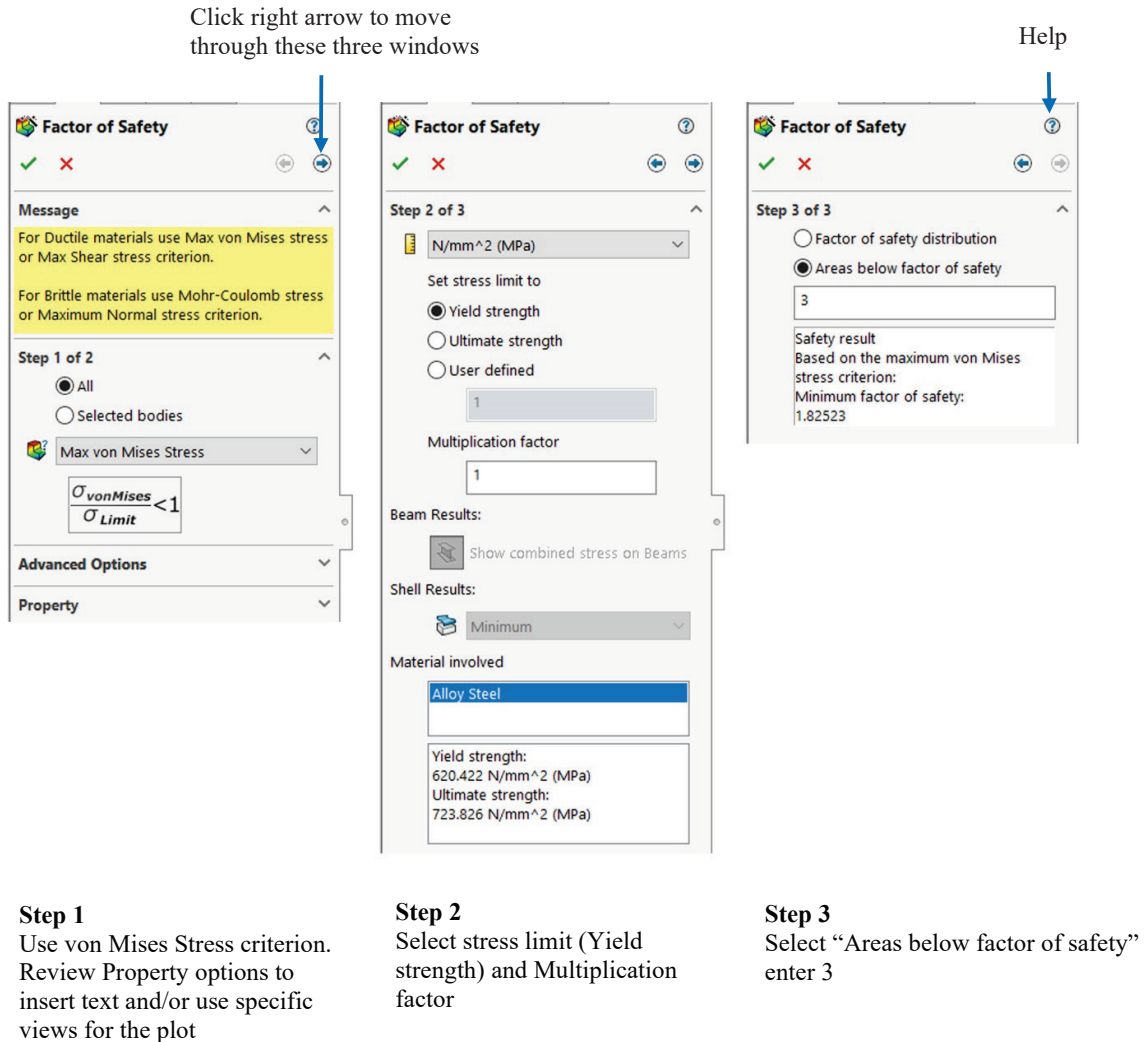 Click right arrow to move
through these three windows
Help
Factor of Safety
Message
For Ductile materials use Max von Mises stress
or Max Shear stress criterion.
For Brittle materials use Mohr-Coulomb stress
or Maximum Normal stress criterion.
Step 1 of 2
All
Selected bodies
Max von Mises Stress
σvonMises
σLimit
<1
Advanced Options
Property
Factor of Safety
Step 2 of 3
N/mm^2 (MPa)
Set stress limit to
Yield strength
Ultimate strength
User defined
1
Multiplication factor
1
Beam Results:
Show combined stress on Beams
Shell Results:
Minimum
Material involved
Alloy Steel
Yield strength:
620.422 N/mm^2 (MPa)
Ultimate strength:
723.826 N/mm^2 (MPa)
Factor of Safety
Step 3 of 3
Factor of safety distribution
Areas below factor of safety
3
Safety result
Based on the maximum von Mises
stress criterion:
Minimum factor of safety:
1.82523
Step 1
Use von Mises Stress criterion.
Review Property options to
insert text and/or use specific
views for the plot
Step 2
Select stress limit (Yield
strength) and Multiplication
factor
Step 3
Select “Areas below factor of safety”
enter 3